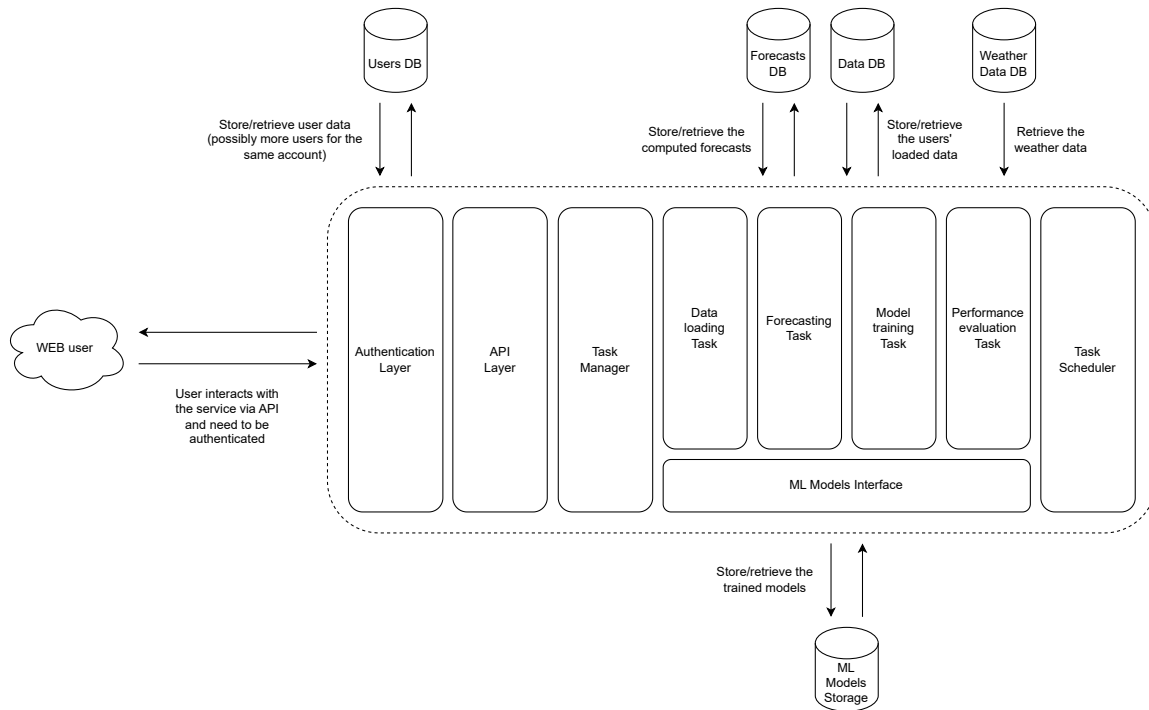 Users DB
Forecasts
DB
Data DB
Weather
Data DB
Store/retrieve user data
(possibly more users for the
same account)
Store/retrieve the
computed forecasts
Store/retrieve
the users'
loaded data
Retrieve the
weather data
WEB user
User interacts with
the service via API
and need to be
authenticated
Authentication
Layer
API
Layer
Task
Manager
Data
loading
Task
Forecasting
Task
Model
training
Task
Performance
evaluation
Task
Task
Scheduler
ML Models Interface
Store/retrieve the
trained models
ML
Models
Storage